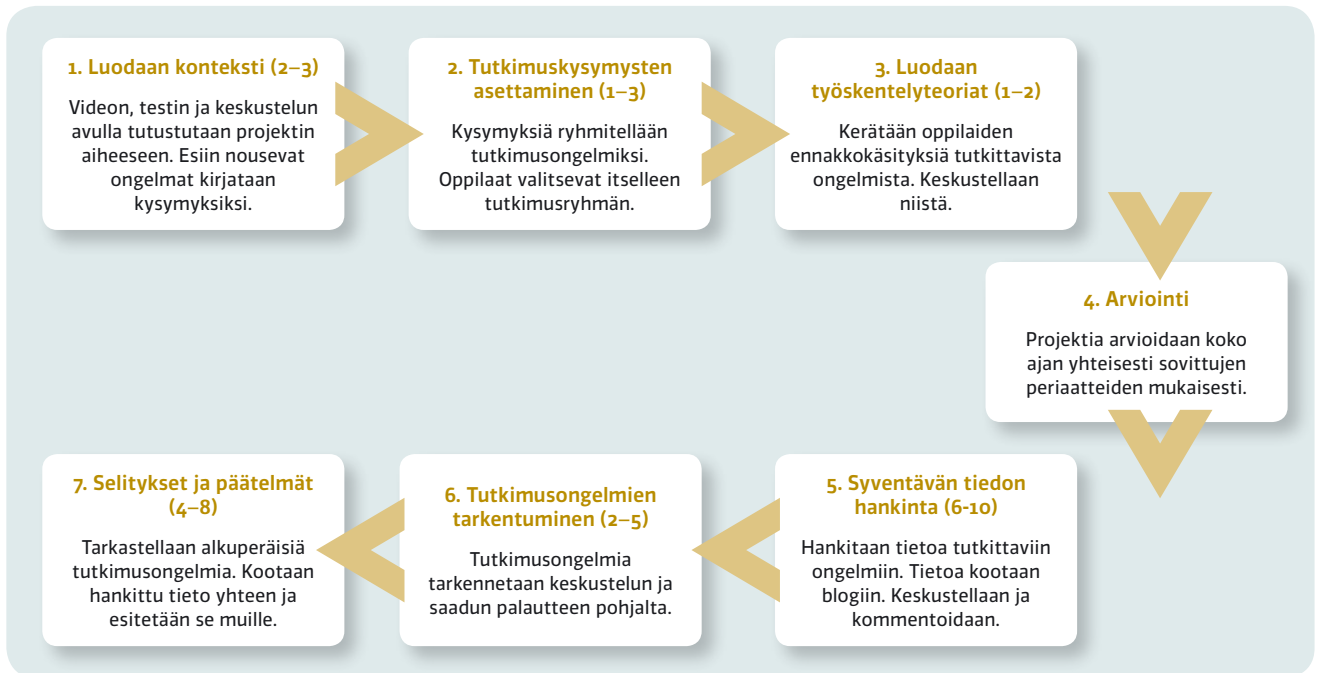 1. Luodaan konteksti (2–3)
Videon, testin ja keskustelun
avulla tutustutaan projektin
aiheeseen. Esiin nousevat
ongelmat kirjataan
kysymyksiksi.
2. Tutkimuskysymysten
asettaminen (1–3)
Kysymyksiä ryhmitellään
tutkimusongelmiksi.
Oppilaat valitsevat itselleen
tutkimusryhmän.
3. Luodaan
työskentelyteoriat (1–2)
Kerätään oppilaiden
ennakkokäsityksiä tutkittavista
ongelmista. Keskustellaan
niistä.
4. Arviointi
Projektia arvioidaan koko
ajan yhteisesti sovittujen
periaatteiden mukaisesti.
5. Syventävän tiedon
hankinta (6-10)
Hankitaan tietoa tutkittaviin
ongelmiin. Tietoa kootaan
blogiin. Keskustellaan ja
kommentoidaan.
6. Tutkimusongelmien
tarkentuminen (2–5)
Tutkimusongelmia
tarkennetaan keskustelun ja
saadun palautteen pohjalta.
7. Selitykset ja päätelmät
(4–8)
Tarkastellaan alkuperäisiä
tutkimusongelmia. Kootaan
hankittu tieto yhteen ja
esitetään se muille.